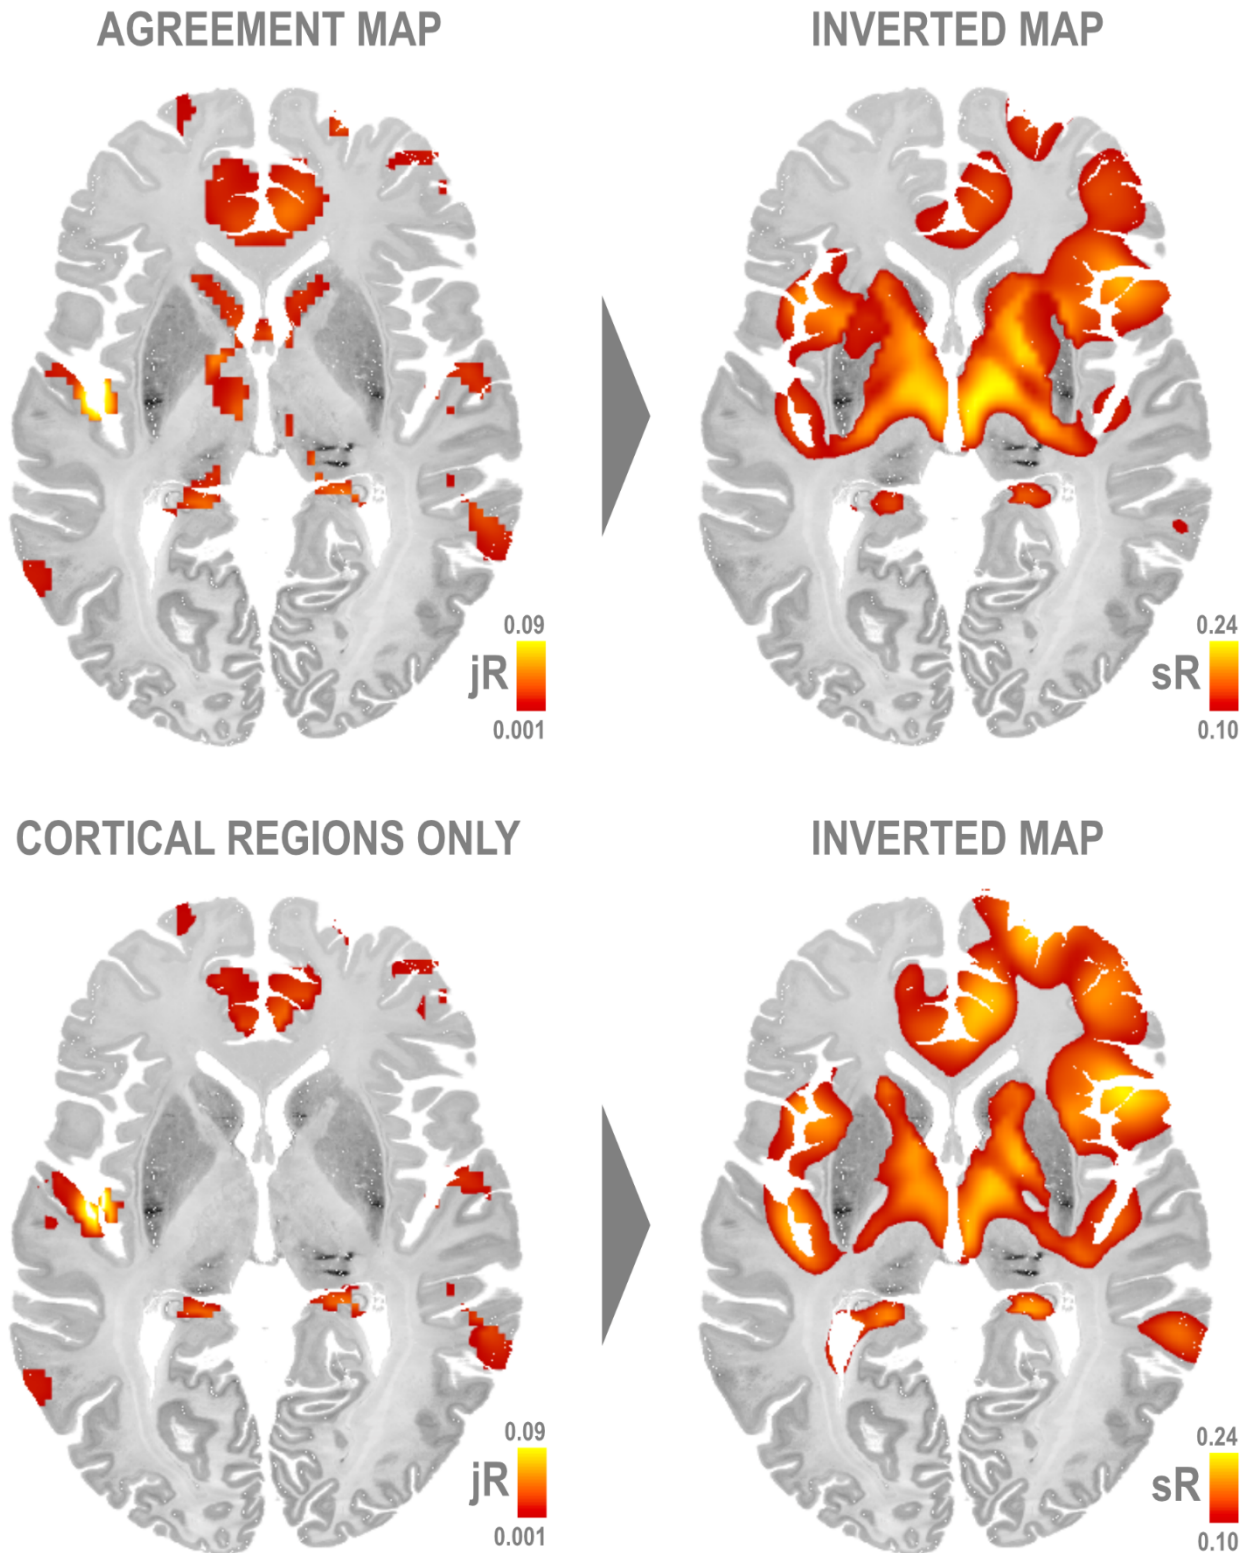 AGREEMENT MAP
INVERTED MAP
0.09
jR
0.001
0.24
sR
0.10
CORTICAL REGIONS ONLY
INVERTED MAP
0.09
jR
0.001
0.24
sR
0.10